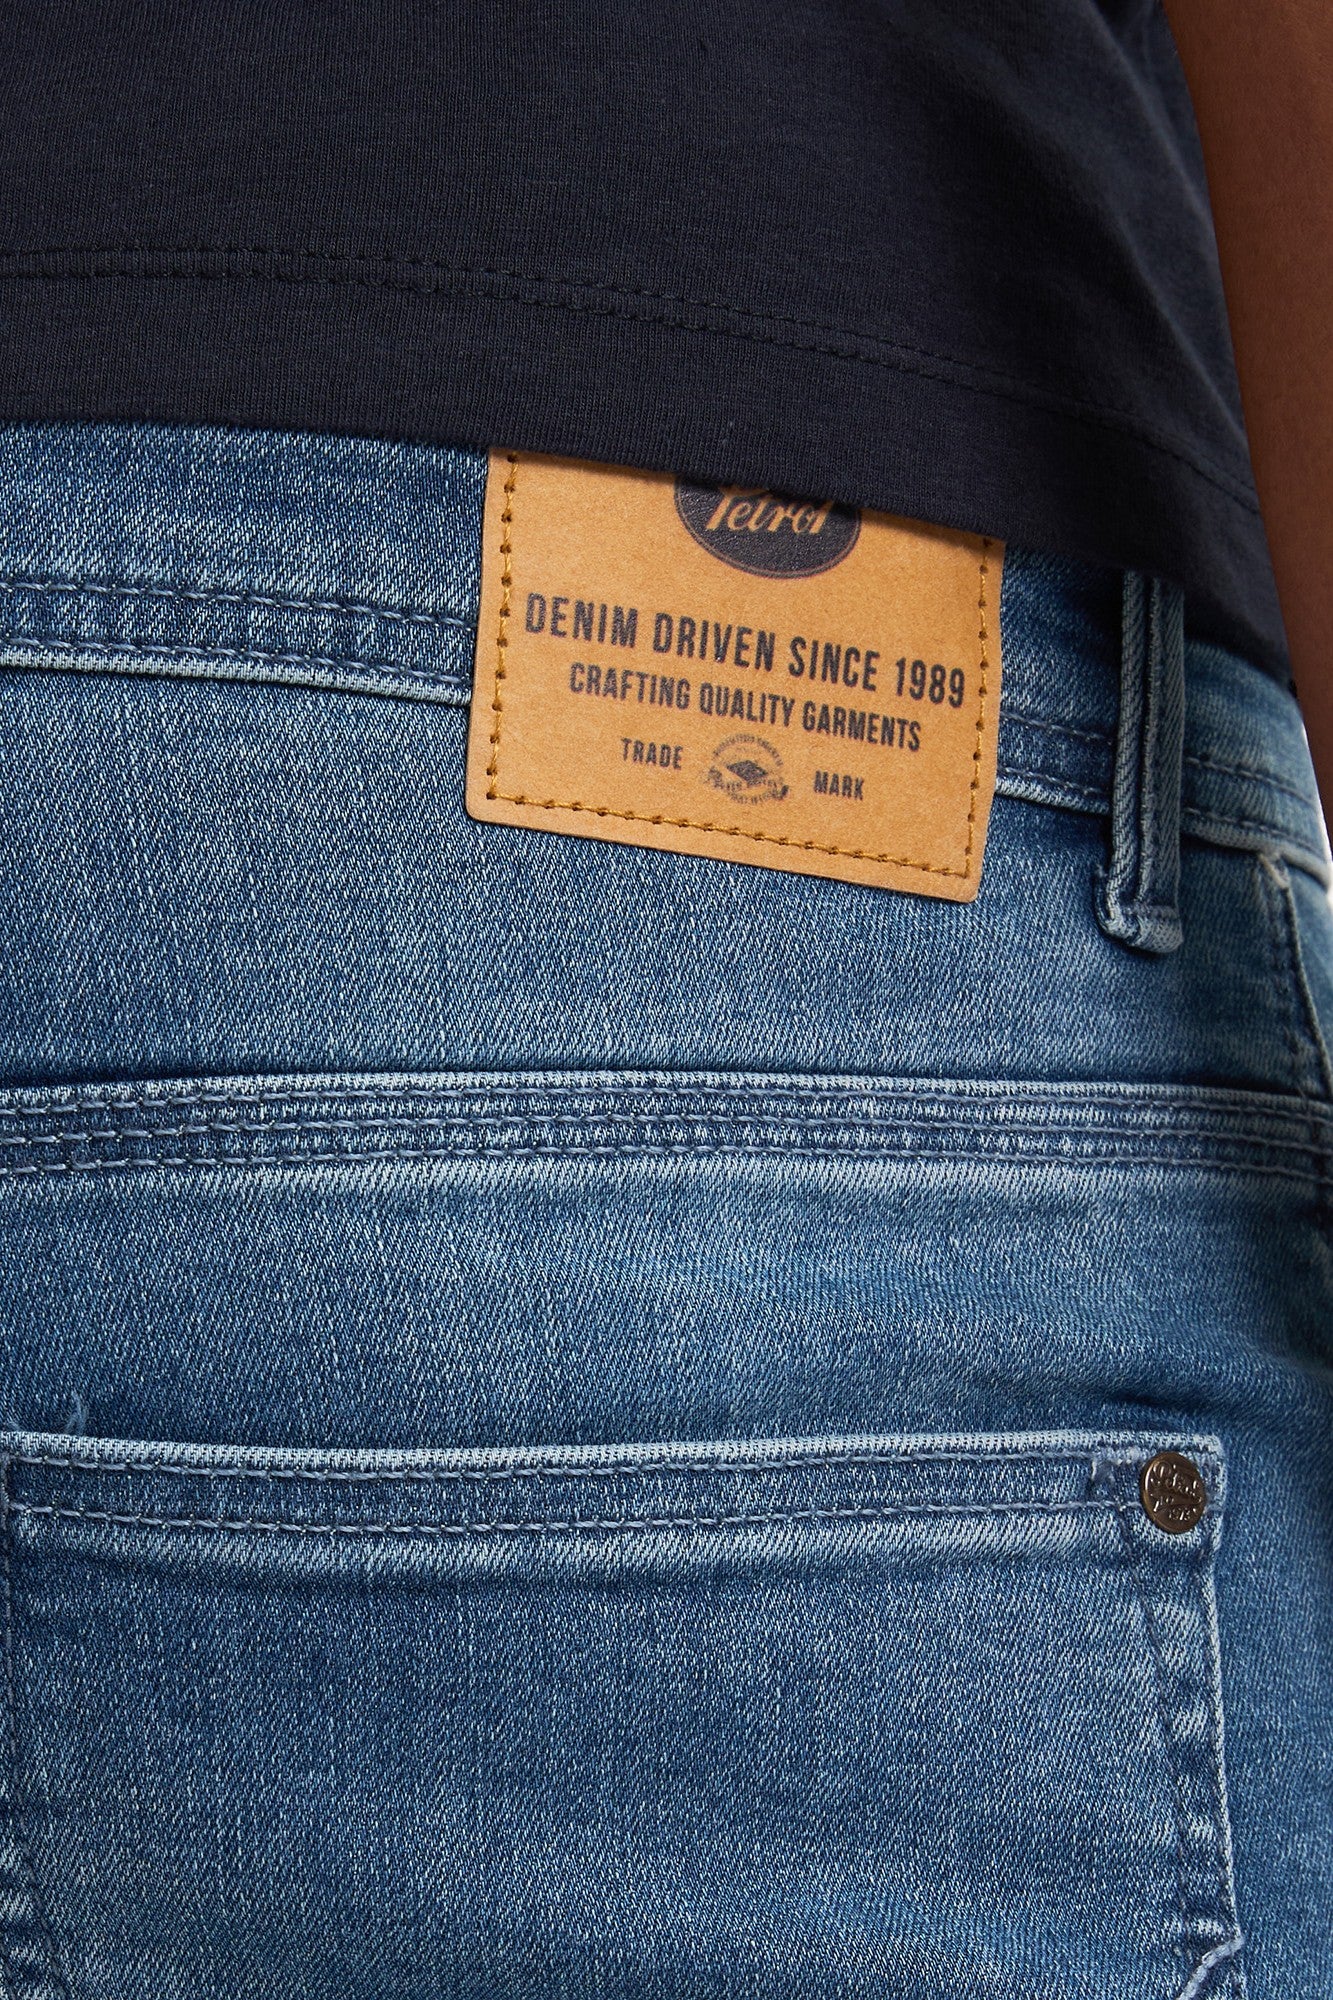 Petrol
DENIM DRIVEN SINCE 1989
CRAFTING QUALITY GARMENTS
TRADE MARK